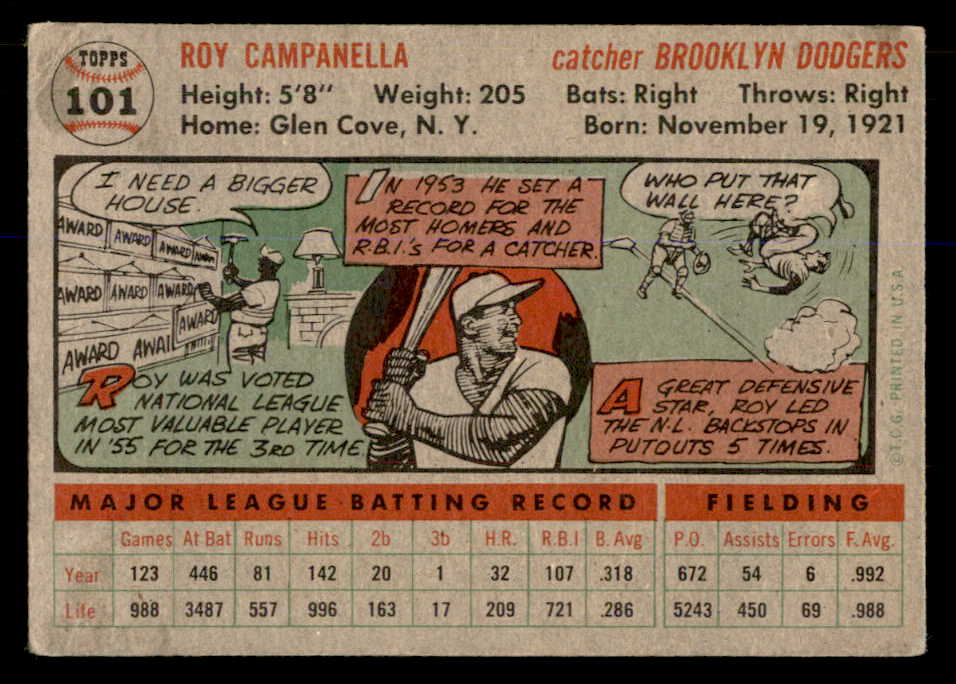 TOPPS
101
ROY CAMPANELLA
catcher BROOKLYN DODGERS
Height: 5'8" Weight: 205 Bats: Right Throws: Right
Home: Glen Cove, N. Y. Born: November 19, 1921
I NEED A BIGGER
HOUSE.
AWARD AWARD AWARD AWARD
AWARD AWARD AWARD
AWARD
AWARD AWAR
ROY WAS VOTED
NATIONAL LEAGUE
MOST VALUABLE PLAYER
IN '55 FOR THE 3RD TIME.
IN 1953 HE SET A
RECORD FOR THE
MOST HOMERS AND
R.B.I.'S FOR A CATCHER.
WHO PUT THAT
WALL HERE?
A GREAT DEFENSIVE
STAR, ROY LED
THE N.L. BACKSTOPS IN
PUTOUTS 5 TIMES.
©T.C.G. PRINTED IN U.S.A.
MAJOR LEAGUE BATTING RECORD FIELDING
Games At Bat Runs Hits 2b 3b H.R. R.B.I B. Avg P.O. Assists Errors F. Avg.
Year 123 446 81 142 20 1 32 107 .318 672 54 6 .992
Life 988 3487 557 996 163 17 209 721 .286 5243 450 69 .988